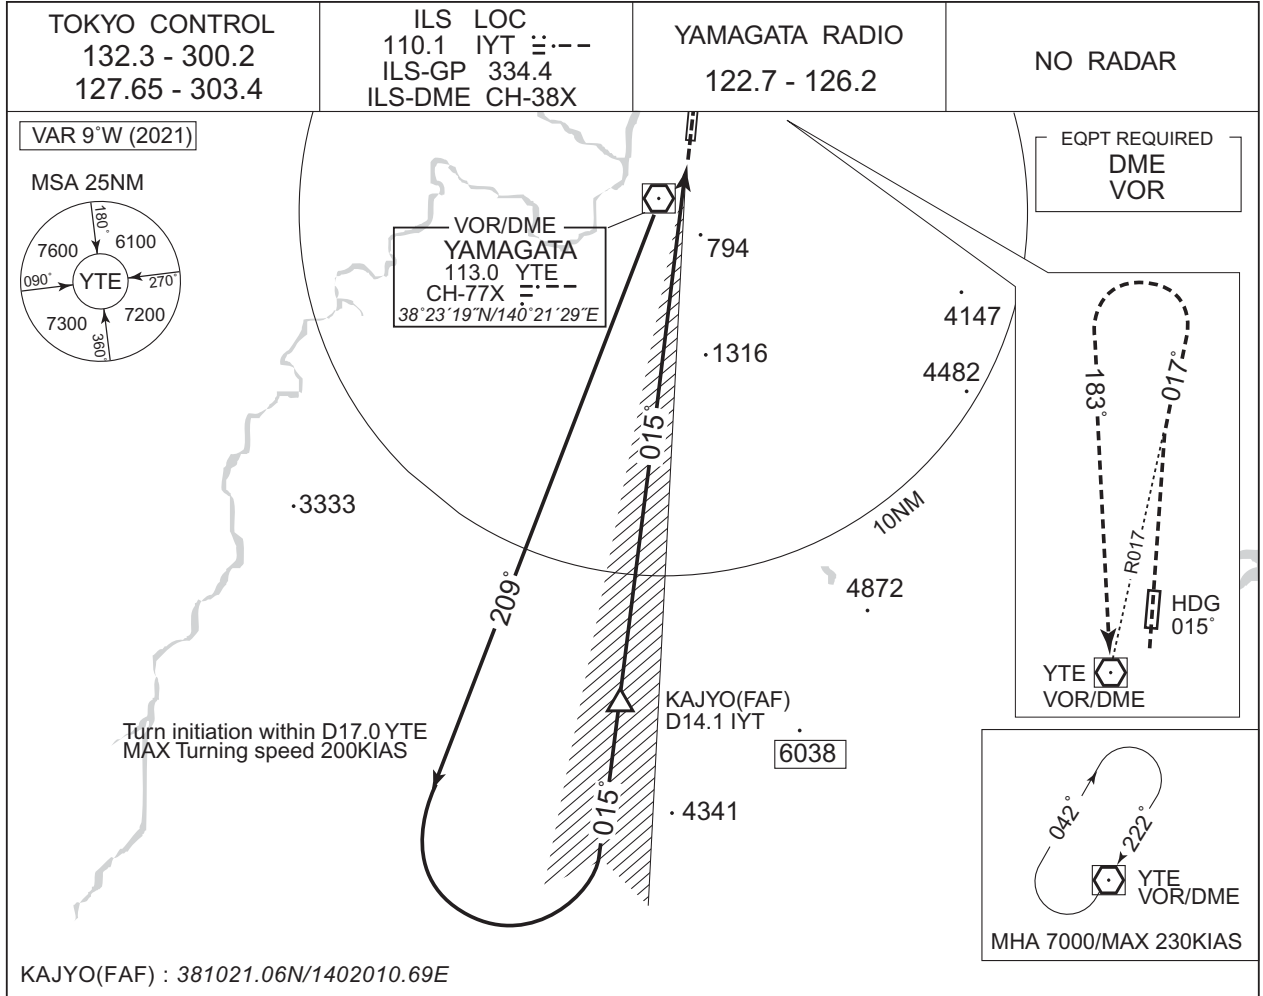 TOKYO CONTROL
132.3 - 300.2
127.65 - 303.4
ILS LOC
110.1 IYT
ILS-GP 334.4
ILS-DME CH-38X
YAMAGATA RADIO
122.7 - 126.2
NO RADAR
VAR 9°W (2021)
MSA 25NM
180°
7600
6100
090°
YTE
270°
7300
7200
360°
VOR/DME
YAMAGATA
113.0 YTE
CH-77X
38°23´19˝N/140°21´29˝E
EQPT REQUIRED
DME
VOR
794
4147
1316
4482
015°
3333
10NM
209°
4872
KAJYO(FAF)
D14.1 IYT
Turn initiation within D17.0 YTE
MAX Turning speed 200KIAS
6038
015°
4341
183°
017°
R017
HDG
015°
YTE
VOR/DME
042°
222°
YTE
VOR/DME
MHA 7000/MAX 230KIAS
KAJYO(FAF) : 381021.06N/1402010.69E